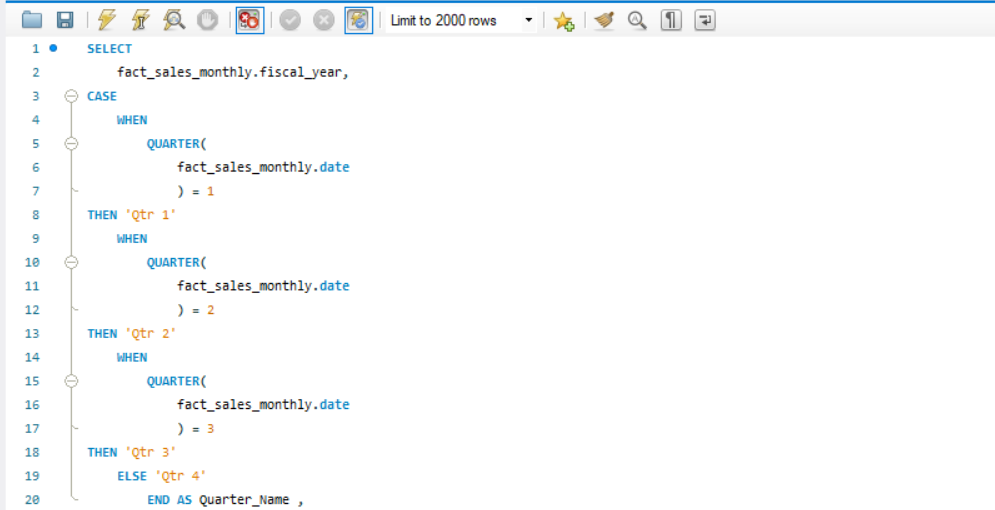 Limit to 2000 rows
1 SELECT
2 fact_sales_monthly.fiscal_year,
3 CASE
4 WHEN
5 QUARTER(
6 fact_sales_monthly.date
7 ) = 1
8 THEN 'Qtr 1'
9 WHEN
10 QUARTER(
11 fact_sales_monthly.date
12 ) = 2
13 THEN 'Qtr 2'
14 WHEN
15 QUARTER(
16 fact_sales_monthly.date
17 ) = 3
18 THEN 'Qtr 3'
19 ELSE 'Qtr 4'
20 END AS Quarter_Name ,